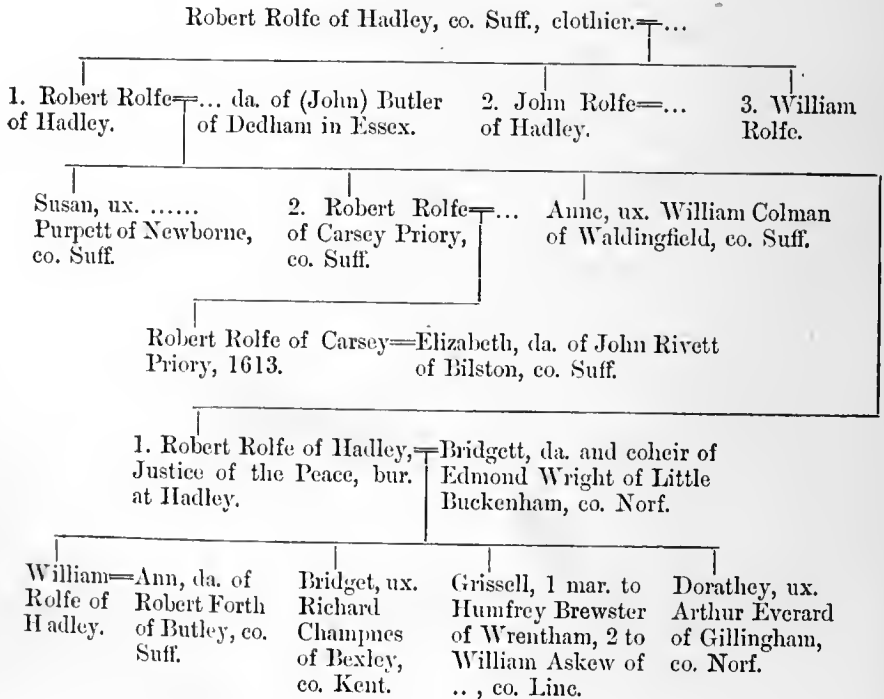 Robert Rolfe of Hadley, co. Suff., clothier.=...
1. Robert Rolfe=... da. of (John) Butler
of Hadley. of Dedham in Essex.
2. John Rolfe=...
of Hadley.
3. William
Rolfe.
Susan, ux. ......
Purpett of Newborne,
co. Suff.
2. Robert Rolfe=...
of Carsey Priory,
co. Suff.
Anne, ux. William Colman
of Waldingfield, co. Suff.
Robert Rolfe of Carsey=Elizabeth, da. of John Rivett
Priory, 1613. of Bilston, co. Suff.
1. Robert Rolfe of Hadley,=Bridgett, da. and coheir of
Justice of the Peace, bur. Edmond Wright of Little
at Hadley. Buckenham, co. Norf.
William=Ann, da. of
Rolfe of Robert Forth
Hadley. of Butley, co.
Suff.
Bridget, ux.
Richard
Champnes
of Bexley,
co. Kent.
Grissell, 1 mar. to
Humfrey Brewster
of Wrentham, 2 to
William Askew of
.. , co. Linc.
Dorathey, ux.
Arthur Everard
of Gillingham,
co. Norf.